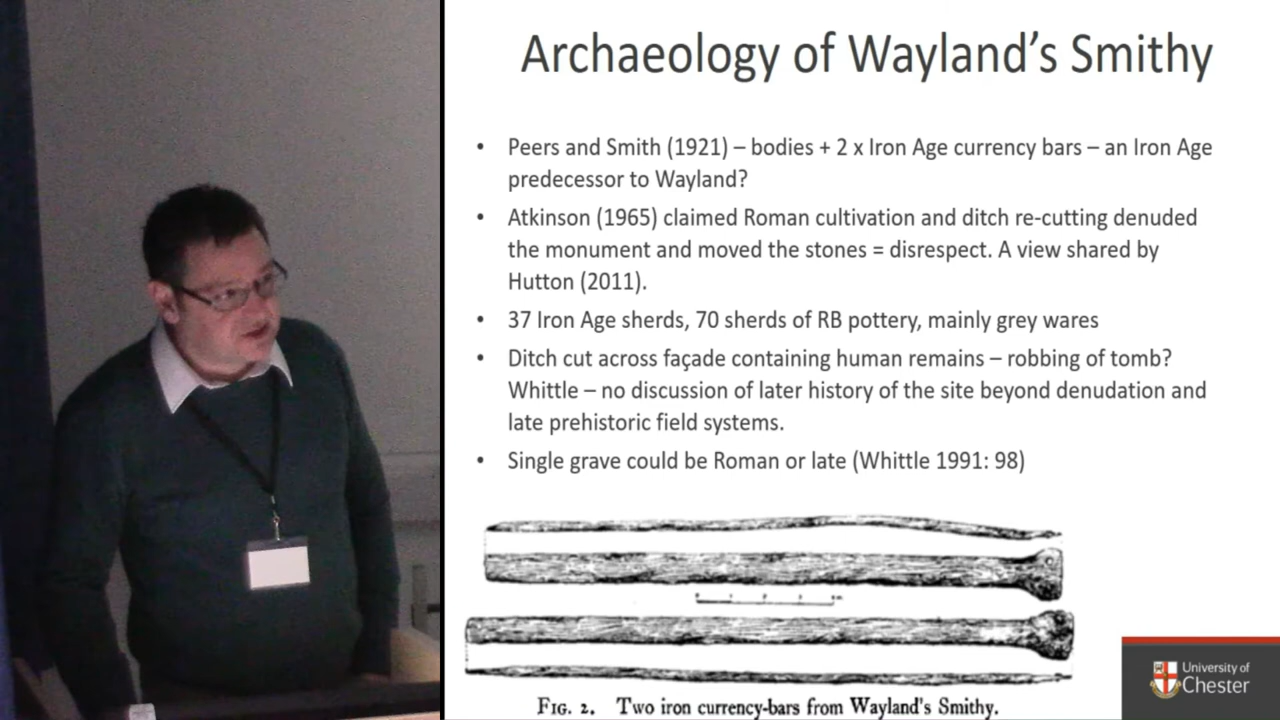 Archaeology of Wayland's Smithy
• Peers and Smith (1921) – bodies + 2 x Iron Age currency bars – an Iron Age
predecessor to Wayland?
• Atkinson (1965) claimed Roman cultivation and ditch re-cutting denuded
the monument and moved the stones = disrespect. A view shared by
Hutton (2011).
• 37 Iron Age sherds, 70 sherds of RB pottery, mainly grey wares
• Ditch cut across façade containing human remains – robbing of tomb?
Whittle – no discussion of later history of the site beyond denudation and
late prehistoric field systems.
• Single grave could be Roman or late (Whittle 1991: 98)
Fig. 2. Two iron currency-bars from Wayland's Smithy.
University of
Chester